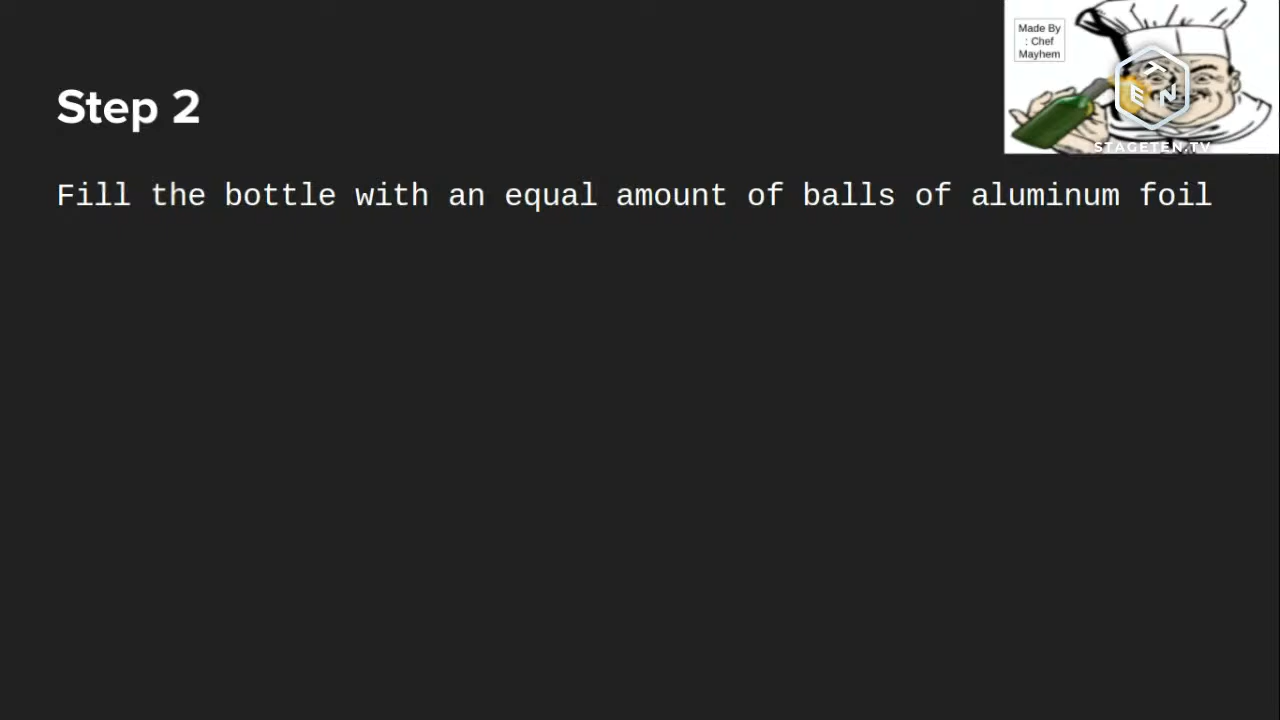 Made By
: Chef
Mayhem
T
E N
STAGETEN.TV
Step 2
Fill the bottle with an equal amount of balls of aluminum foil